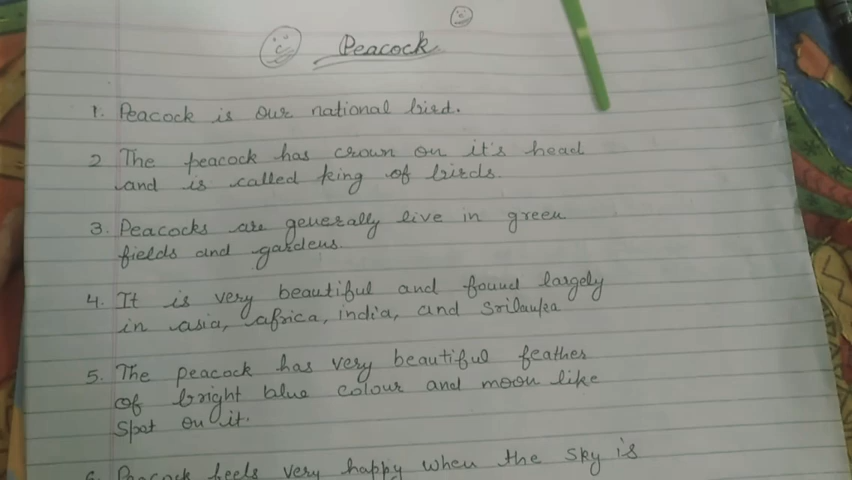 Peacock
1. Peacock is our national bird.
2 The peacock has crown on it's head
and is called king of birds.
3. Peacocks are generally live in green
fields and gardens.
4. It is very beautiful and found largely
in asia, africa, india, and Srilanka
5. The peacock has very beautiful feather
of bright blue colour and moon like
spot on it.
6. Peacock feels very happy when the sky is